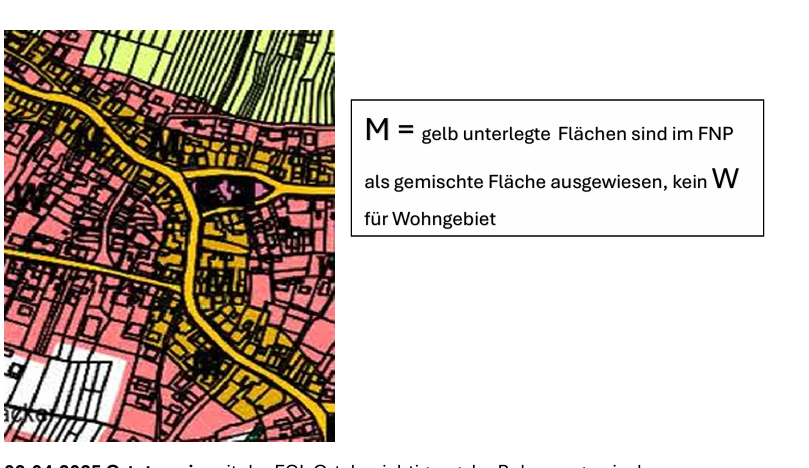 M = gelb unterlegte Flächen sind im FNP
als gemischte Fläche ausgewiesen, kein W
für Wohngebiet
M
W